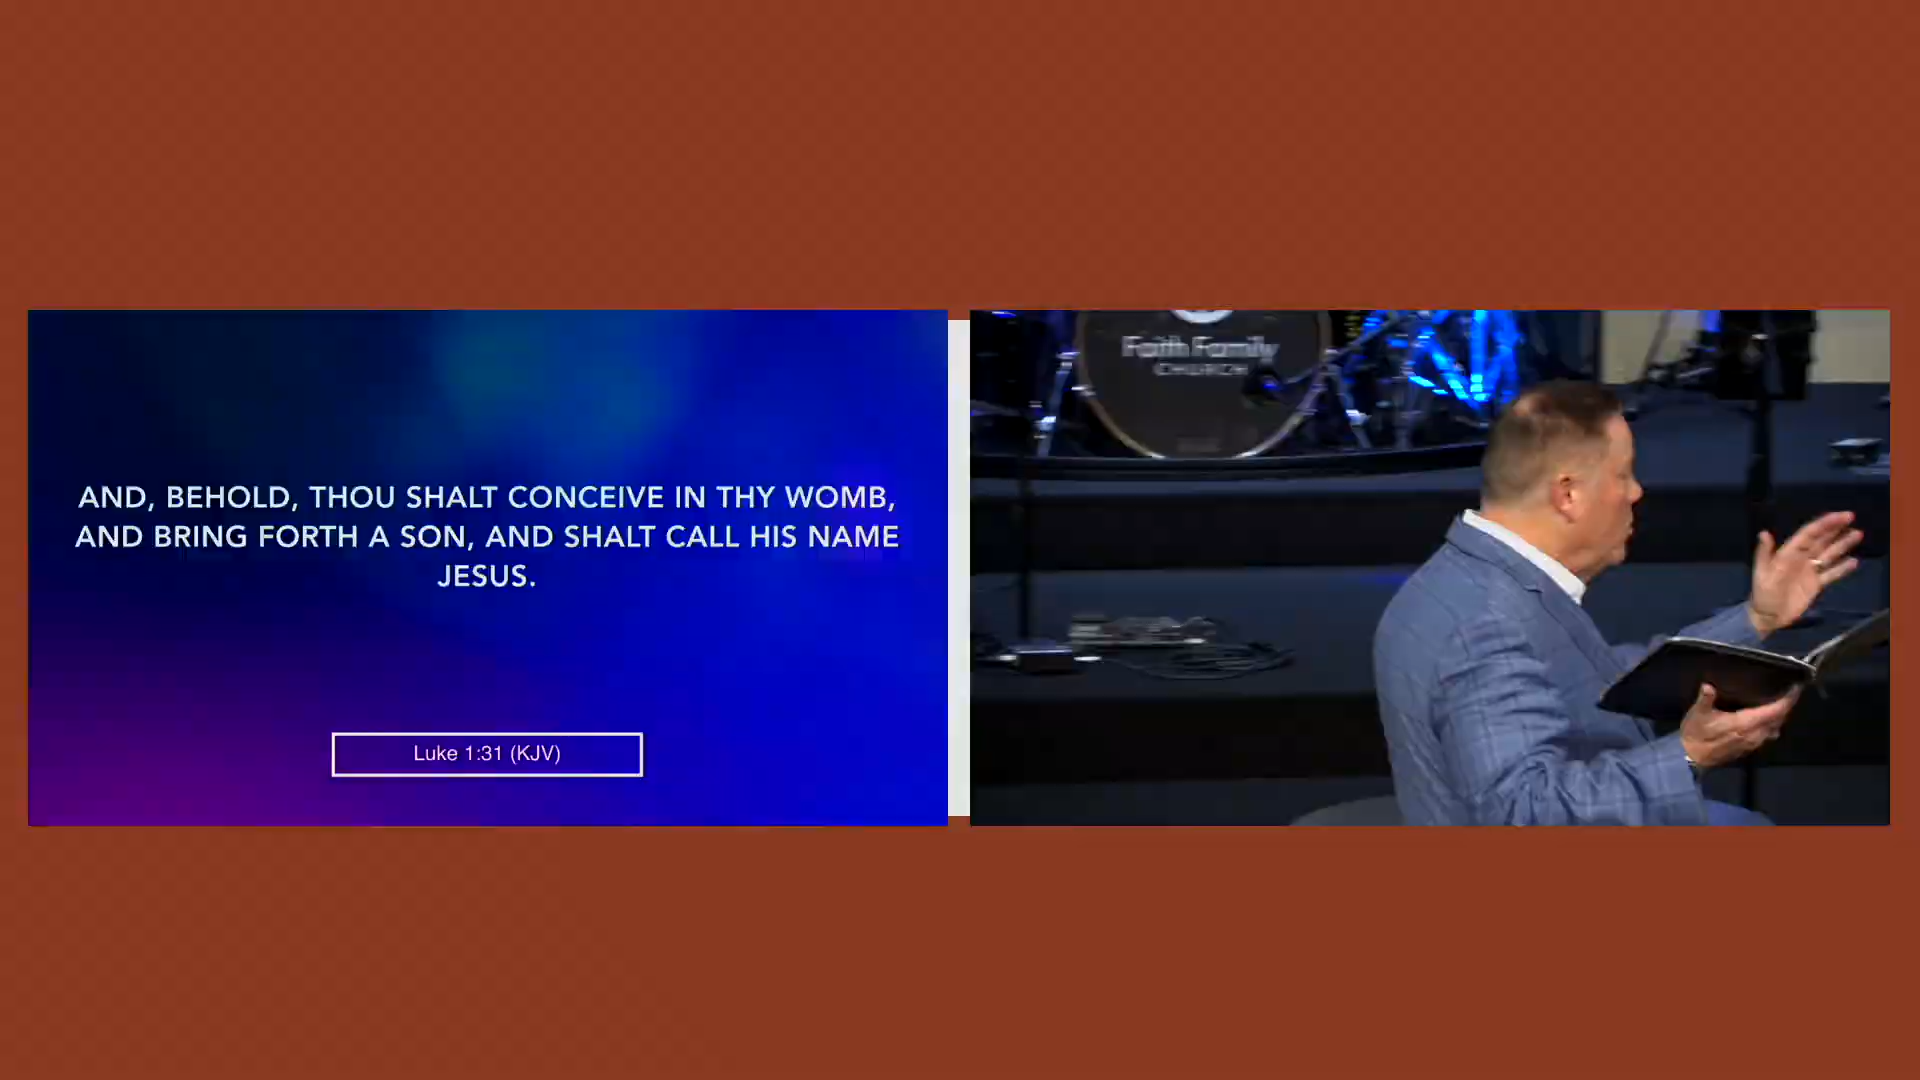 AND, BEHOLD, THOU SHALT CONCEIVE IN THY WOMB,
AND BRING FORTH A SON, AND SHALT CALL HIS NAME
JESUS.
Luke 1:31 (KJV)
Faith Family
CHURCH